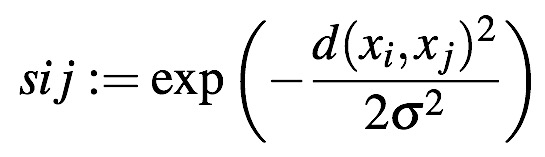 sij := exp(−d(x_i, x_j)^2 / 2σ^2)